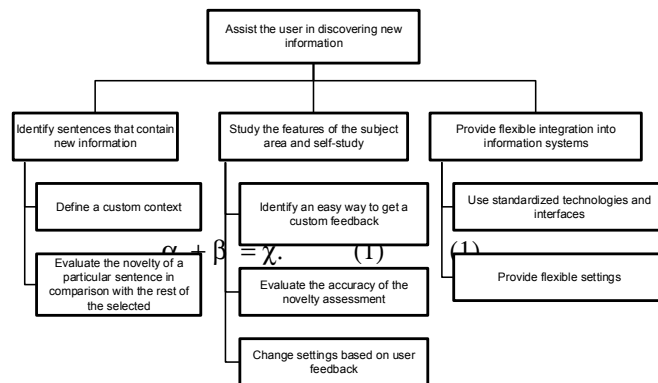 Assist the user in discovering new
information
Identify sentences that contain
new information
Study the features of the subject
area and self-study
Provide flexible integration into
information systems
Define a custom context
Identify an easy way to get a
custom feedback
Use standardized technologies and
interfaces
α + β = χ. (1) (1)
Evaluate the novelty of a
particular sentence in
comparison with the rest of
the selected
Evaluate the accuracy of the
novelty assessment
Provide flexible settings
Change settings based on user
feedback